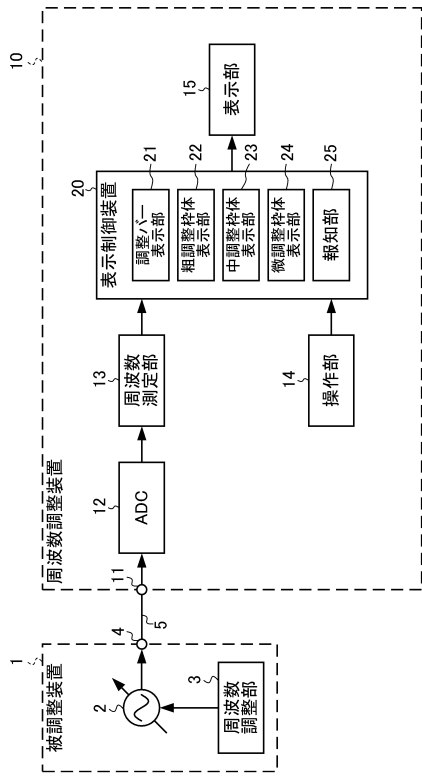 1
被調整装置
2
3
周波数
調整部
4
5
10
周波数調整装置
11
12
ADC
13
周波数
測定部
14
操作部
20
表示制御装置
21
調整バー
表示部
22
粗調整枠体
表示部
23
中調整枠体
表示部
24
微調整枠体
表示部
25
報知部
15
表示部